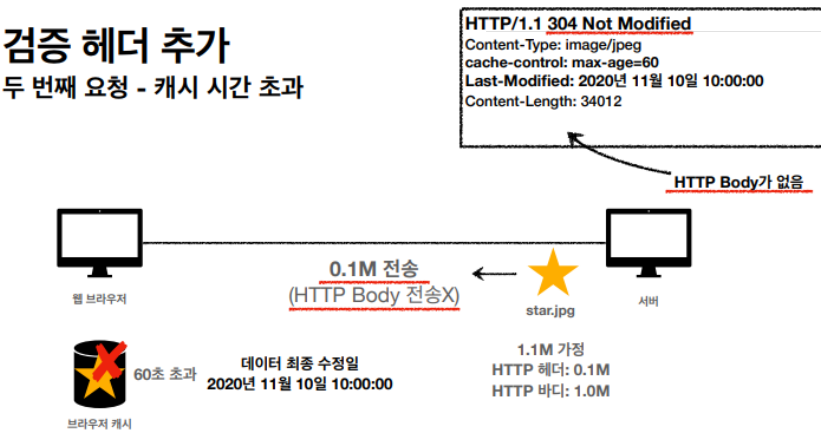 검증 헤더 추가
두 번째 요청 - 캐시 시간 초과
HTTP/1.1 304 Not Modified
Content-Type: image/jpeg
cache-control: max-age=60
Last-Modified: 2020년 11월 10일 10:00:00
Content-Length: 34012
HTTP Body가 없음
0.1M 전송
(HTTP Body 전송X)
웹 브라우저
star.jpg
서버
60초 초과
데이터 최종 수정일
2020년 11월 10일 10:00:00
1.1M 가정
HTTP 헤더: 0.1M
HTTP 바디: 1.0M
브라우저 캐시